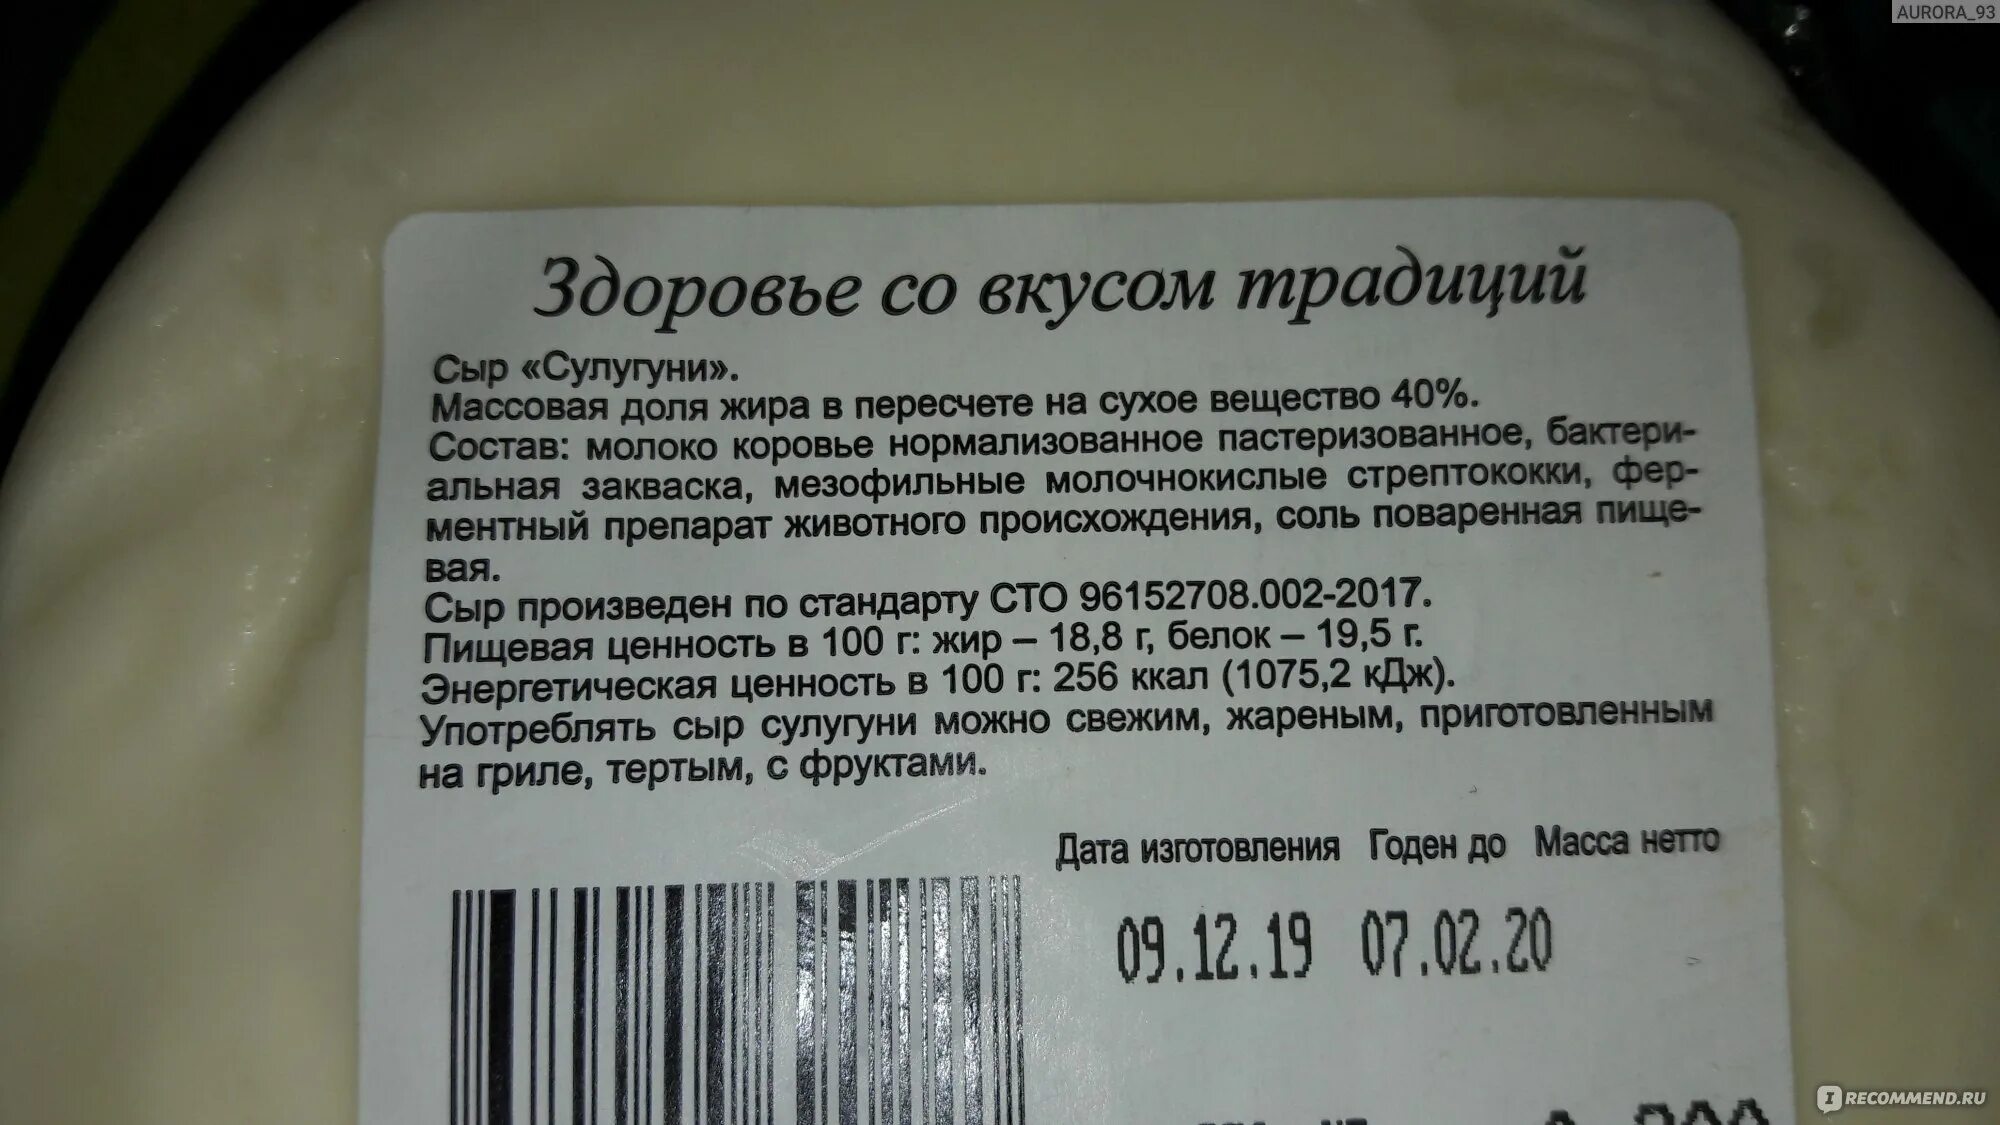 AURORA_93
Здоровье со вкусом традиций
Сыр «Сулугуни».
Массовая доля жира в пересчете на сухое вещество 40%.
Состав: молоко коровье нормализованное пастеризованное, бактери-
альная закваска, мезофильные молочнокислые стрептококки, фер-
ментный препарат животного происхождения, соль поваренная пище-
вая.
Сыр произведен по стандарту СТО 96152708.002-2017.
Пищевая ценность в 100 г: жир – 18,8 г, белок – 19,5 г.
Энергетическая ценность в 100 г: 256 ккал (1075,2 кДж).
Употреблять сыр сулугуни можно свежим, жареным, приготовленным
на гриле, тертым, с фруктами.
Дата изготовления Годен до Масса нетто
09.12.19 07.02.20
IRECOMMEND.RU